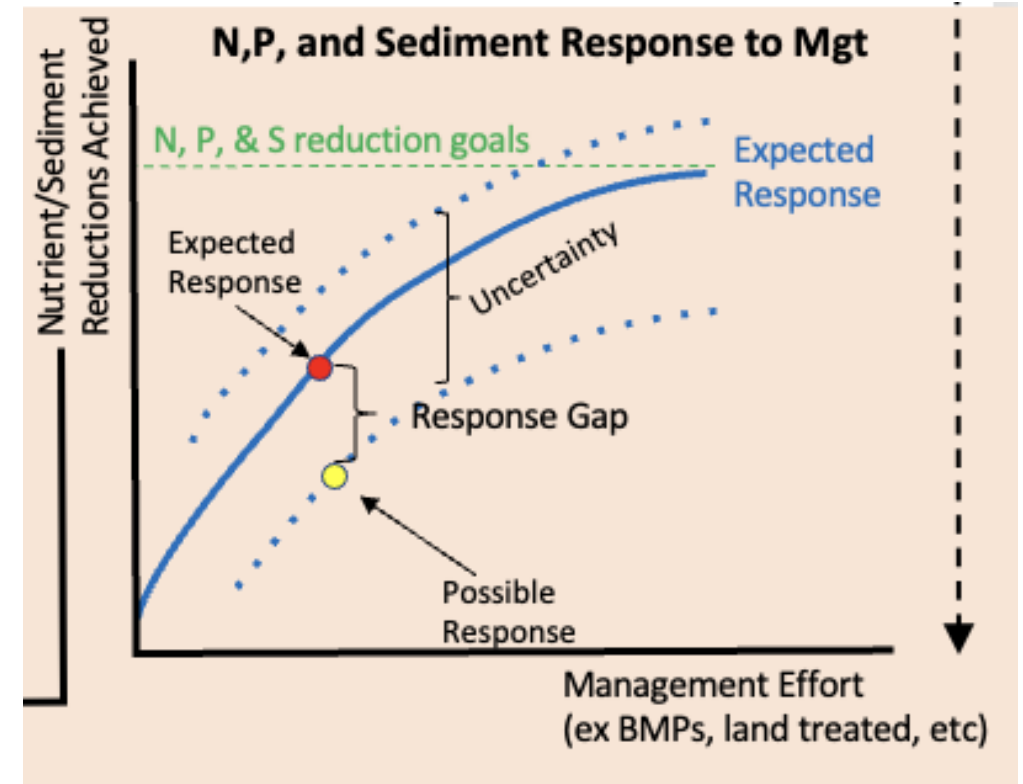 N,P, and Sediment Response to Mgt
Nutrient/Sediment
Reductions Achieved
N, P, & S reduction goals
Expected
Response
Expected
Response
Uncertainty
Response Gap
Possible
Response
Management Effort
(ex BMPs, land treated, etc)